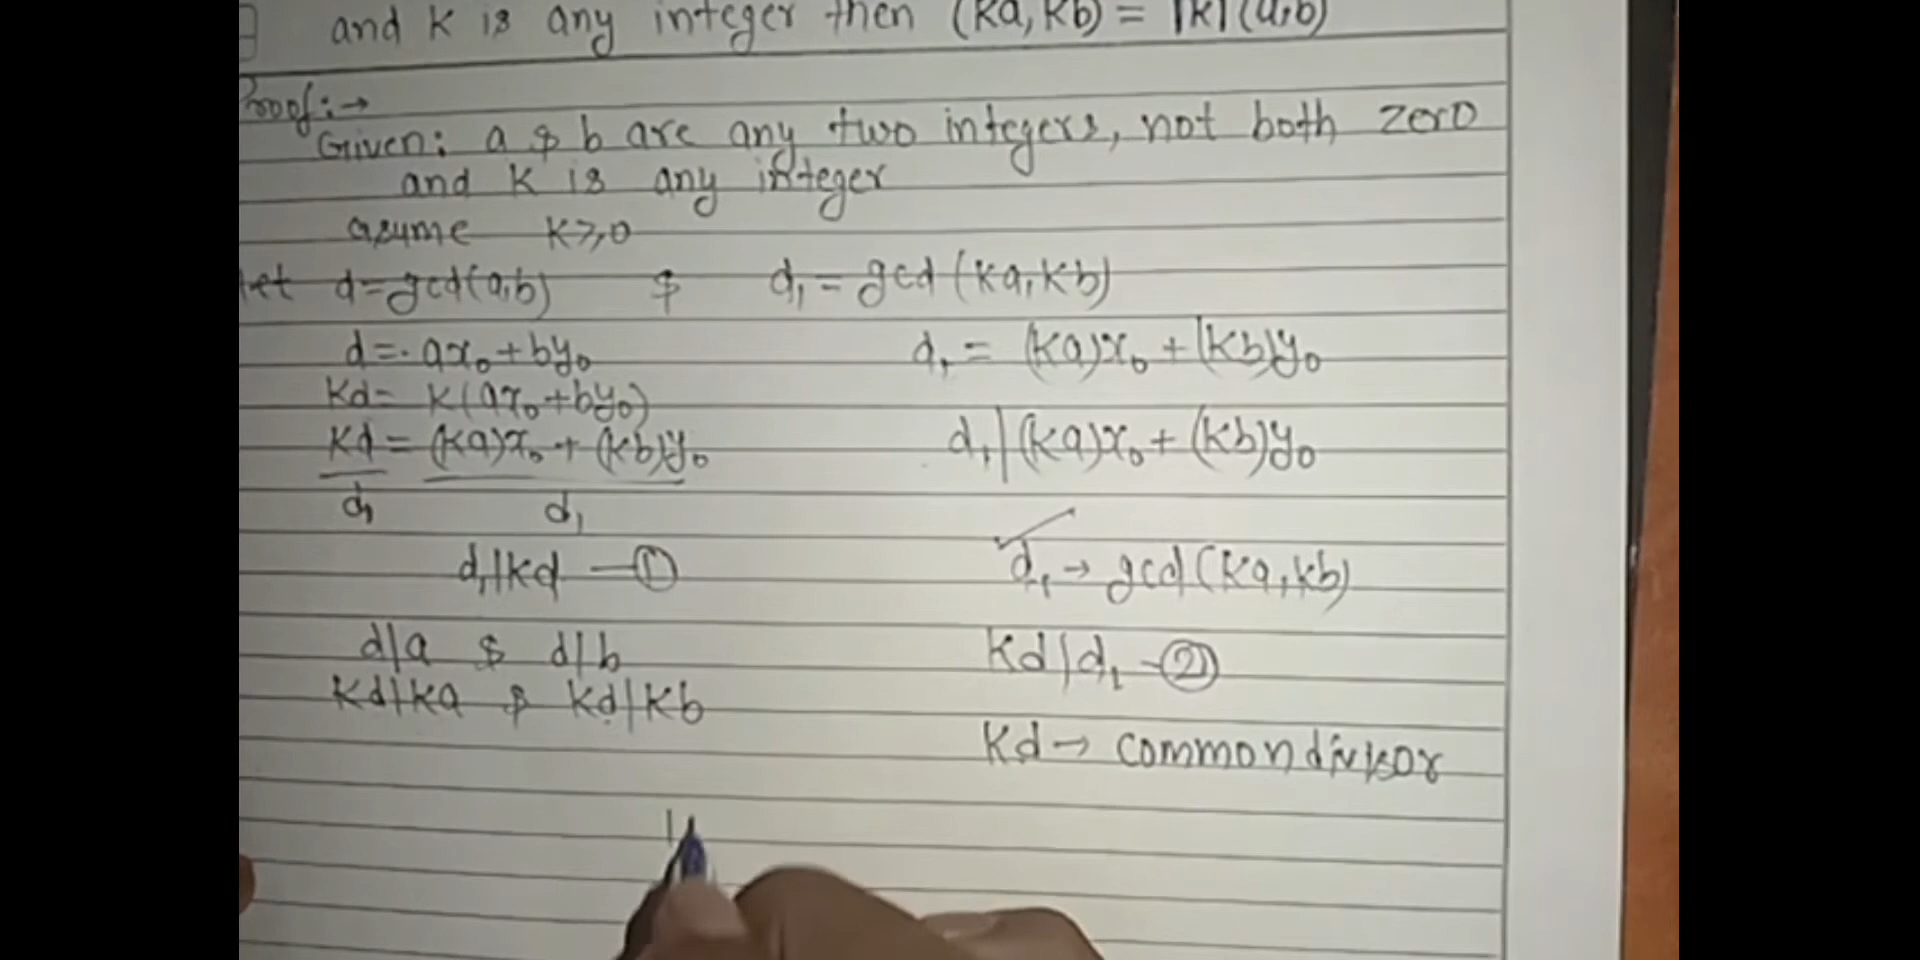 and K is any integer then (Ka, Kb) = |K| (a,b)
Proof:→
Given: a $ b are any two integers, not both zero
and K is any integer
asume K≥0
let d=gcd(a,b) $ d₁ = gcd (Ka, Kb)
d=ax₀+by₀ d₁ = (Ka)x₀ + (Kb)y₀
Kd= K(ax₀+by₀)
Kd = (Ka)x₀ + (Kb)y₀ d₁|(Ka)x₀ + (Kb)y₀
d₁ d₁
d₁|Kd —① d₁→ gcd (Ka, Kb)
d|a $ d|b Kd|d₁ —②
Kd|Ka $ Kd|Kb
Kd→ common divisor